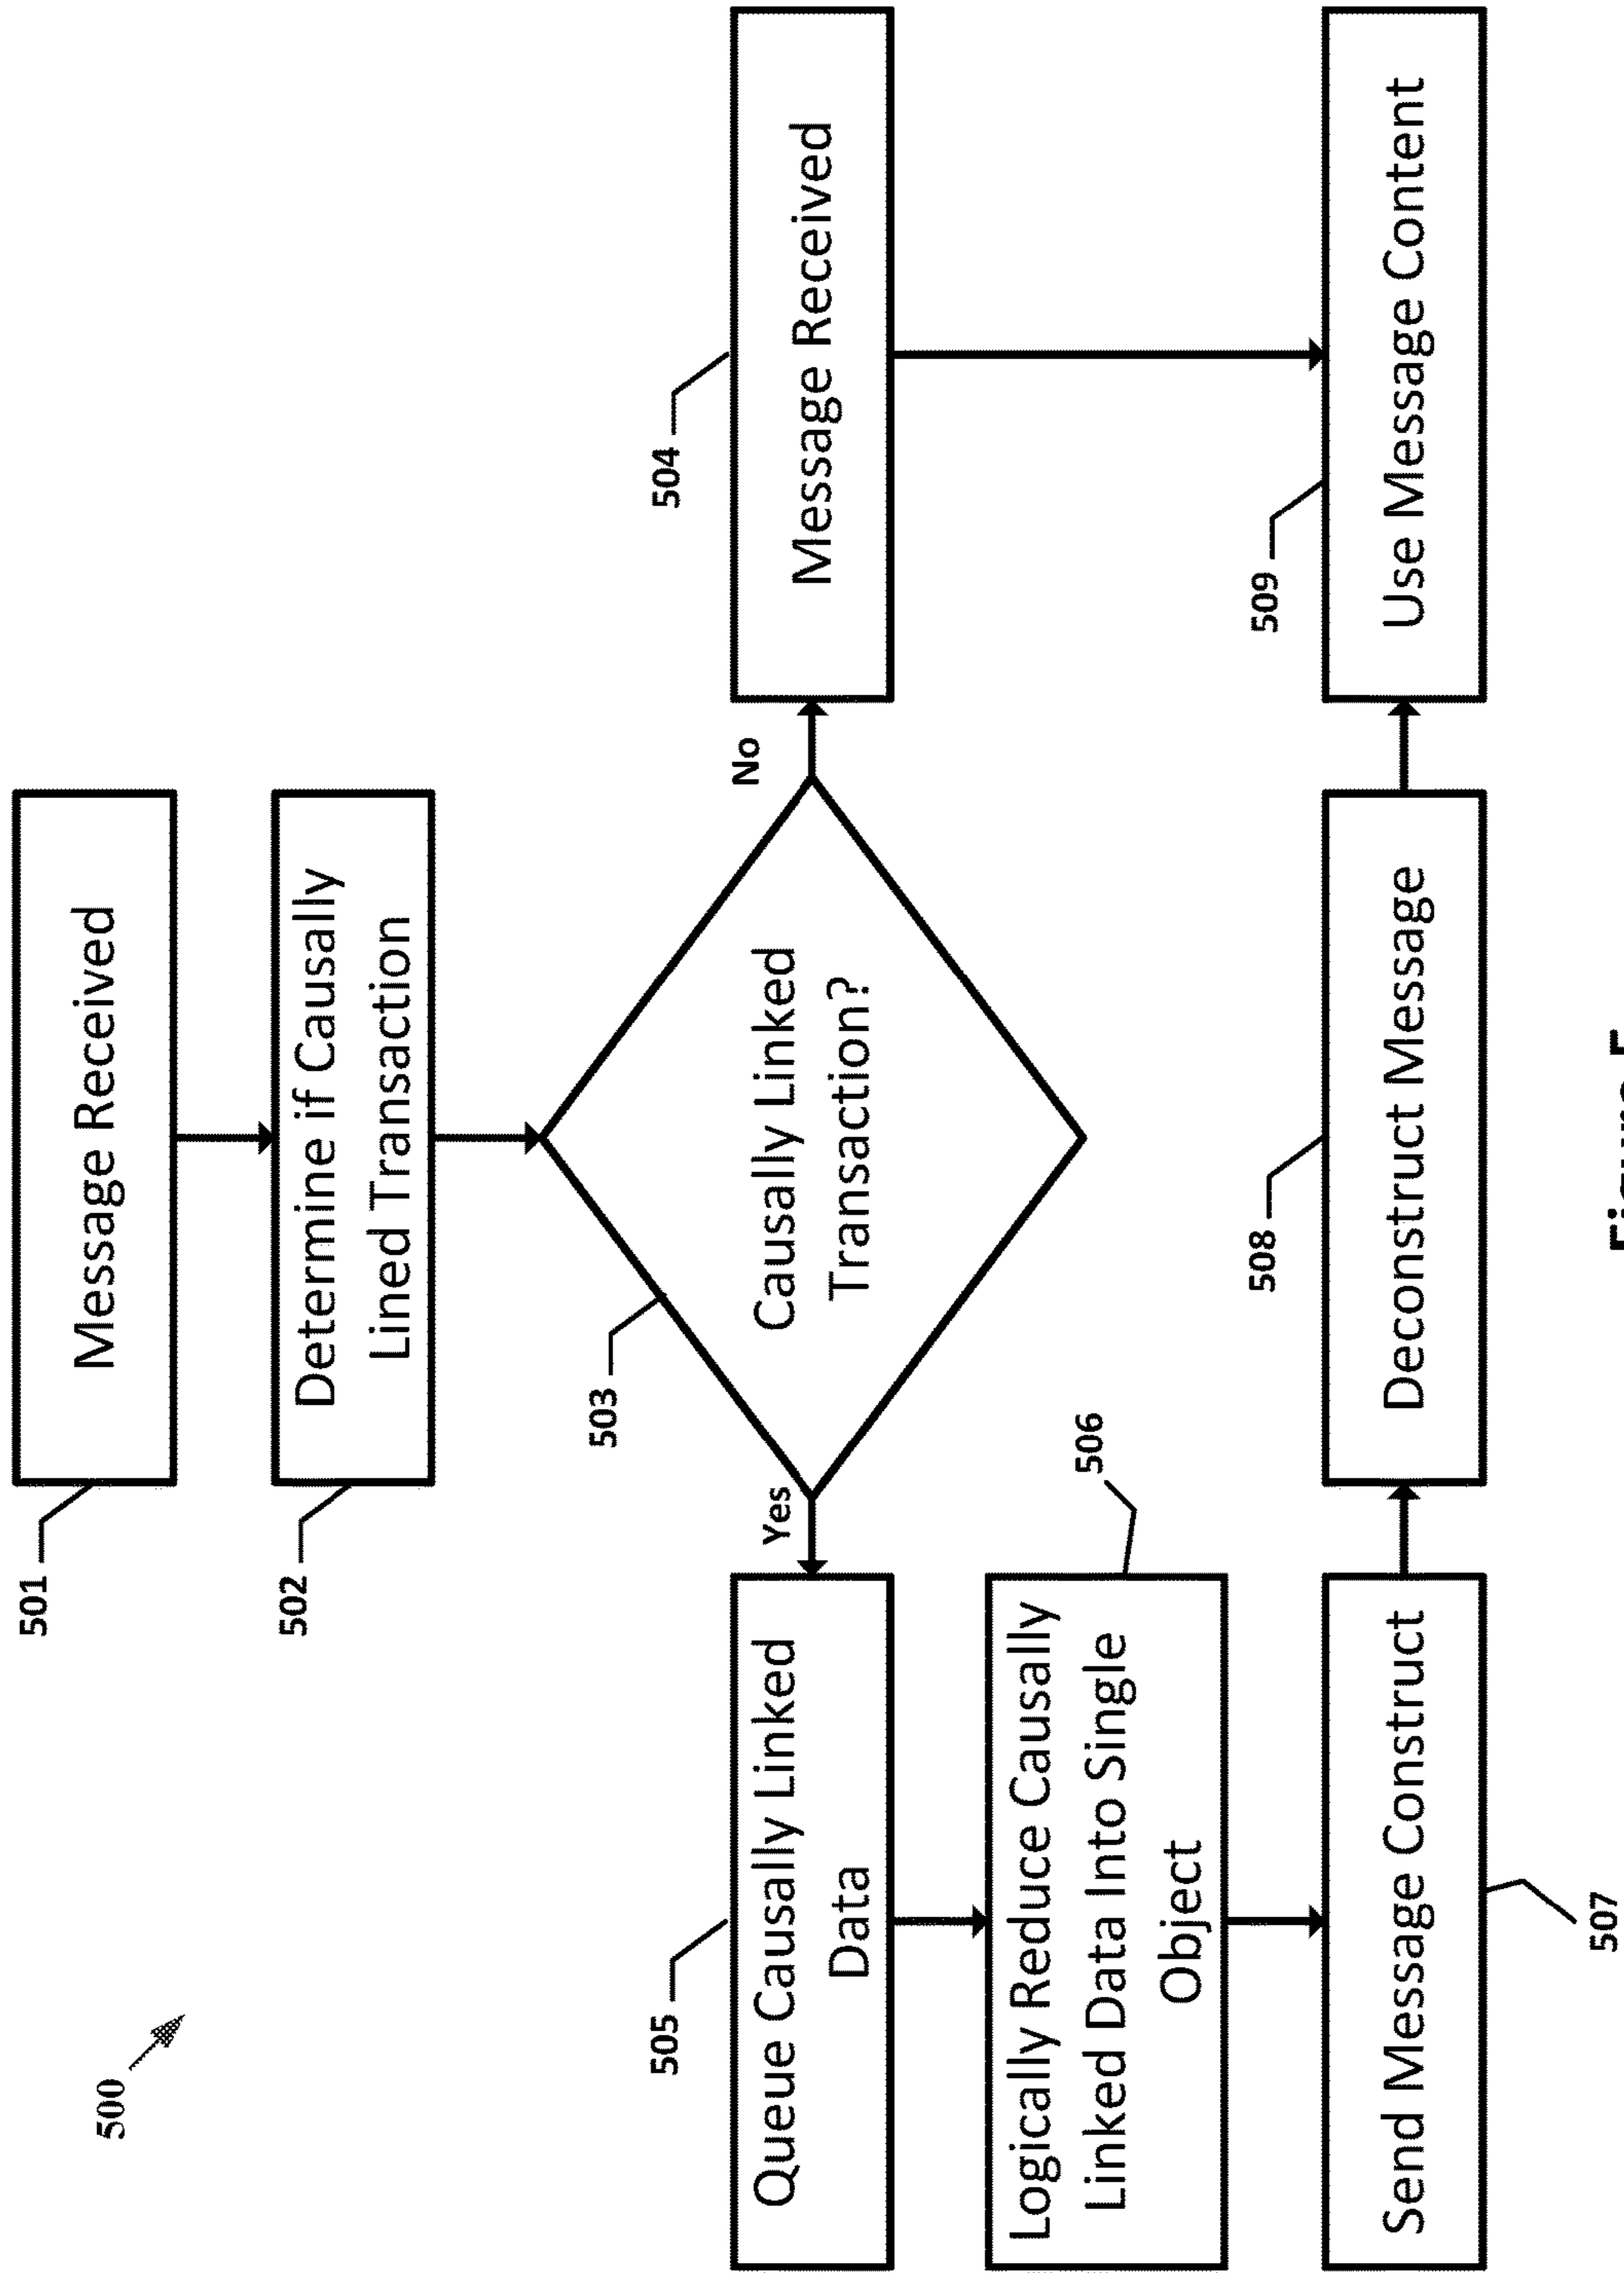 500
501
Message Received
502
Determine if Causally
Lined Transaction
503
Causally Linked
Transaction?
Yes
No
504
Message Received
505
Queue Causally Linked
Data
506
Logically Reduce Causally
Linked Data Into Single
Object
507
Send Message Construct
508
Deconstruct Message
509
Use Message Content